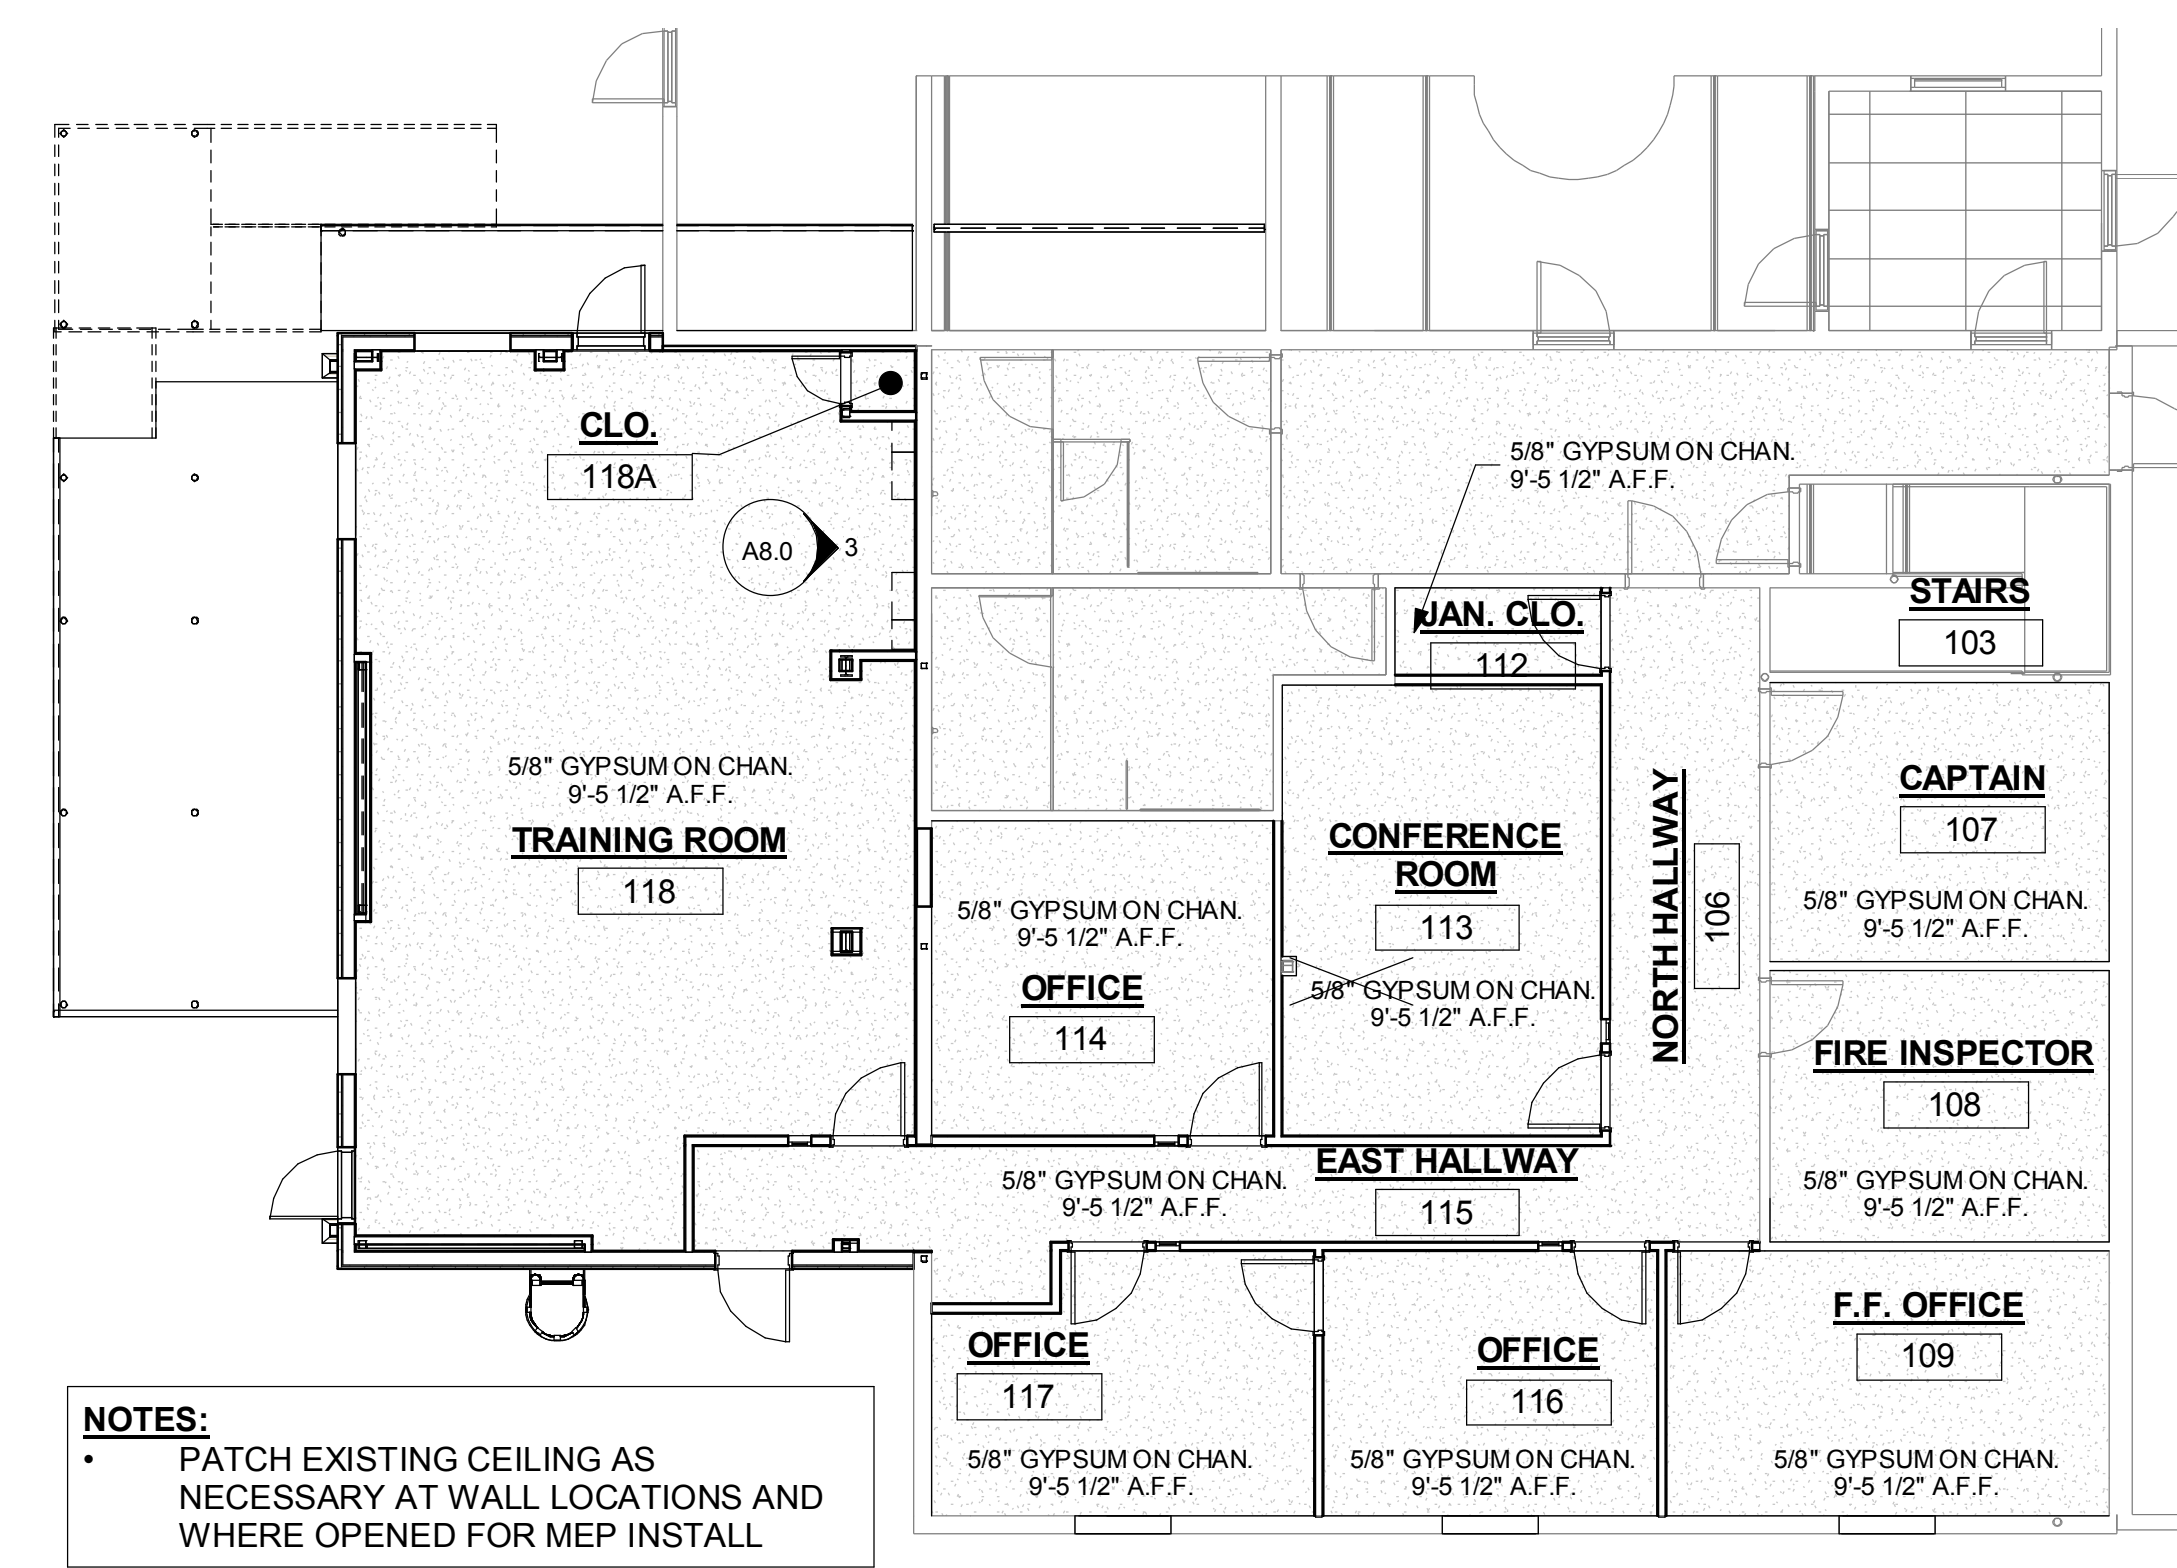 CLO.
118A
A8.0
3
5/8" GYPSUM ON CHAN.
9'-5 1/2" A.F.F.
JAN. CLO.
112
STAIRS
103
5/8" GYPSUM ON CHAN.
9'-5 1/2" A.F.F.
TRAINING ROOM
118
5/8" GYPSUM ON CHAN.
9'-5 1/2" A.F.F.
OFFICE
114
CONFERENCE
ROOM
113
5/8" GYPSUM ON CHAN.
9'-5 1/2" A.F.F.
NORTH HALLWAY
106
CAPTAIN
107
5/8" GYPSUM ON CHAN.
9'-5 1/2" A.F.F.
FIRE INSPECTOR
108
5/8" GYPSUM ON CHAN.
9'-5 1/2" A.F.F.
5/8" GYPSUM ON CHAN.
9'-5 1/2" A.F.F.
EAST HALLWAY
115
OFFICE
117
5/8" GYPSUM ON CHAN.
9'-5 1/2" A.F.F.
OFFICE
116
5/8" GYPSUM ON CHAN.
9'-5 1/2" A.F.F.
F.F. OFFICE
109
5/8" GYPSUM ON CHAN.
9'-5 1/2" A.F.F.
NOTES:
• PATCH EXISTING CEILING AS
NECESSARY AT WALL LOCATIONS AND
WHERE OPENED FOR MEP INSTALL